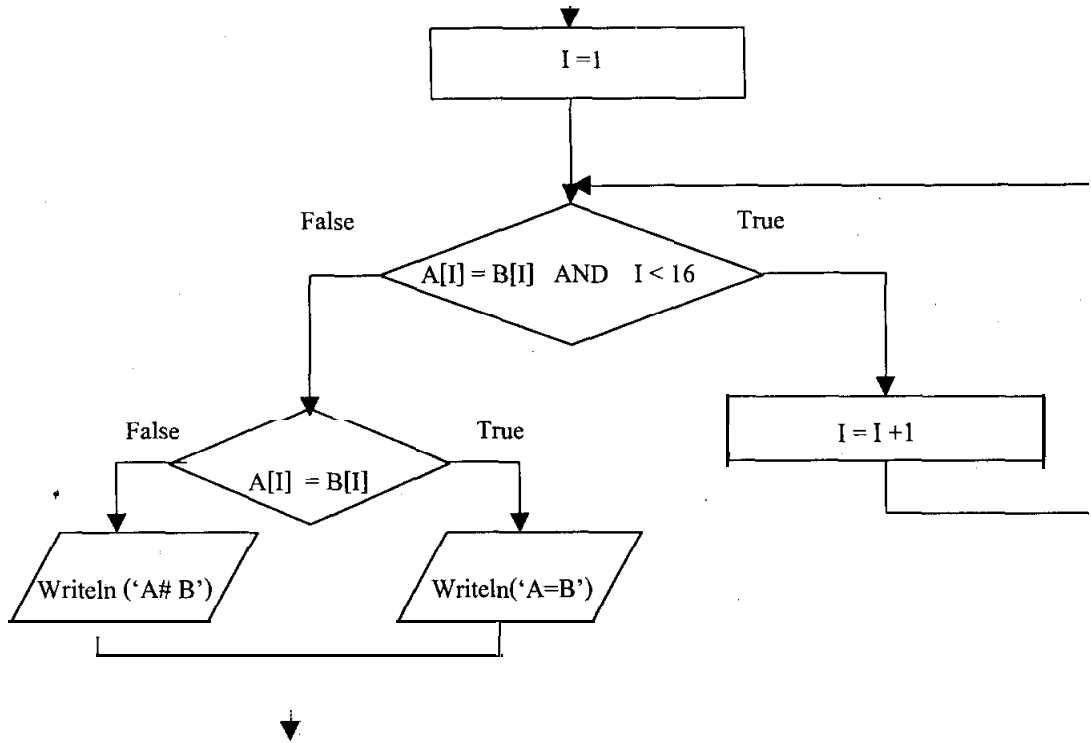 I =1
False
True
A[I] = B[I] AND I < 16
False
True
I = I +1
A[I] = B[I]
Writeln (‘A# B’)
Writeln(‘A=B’)